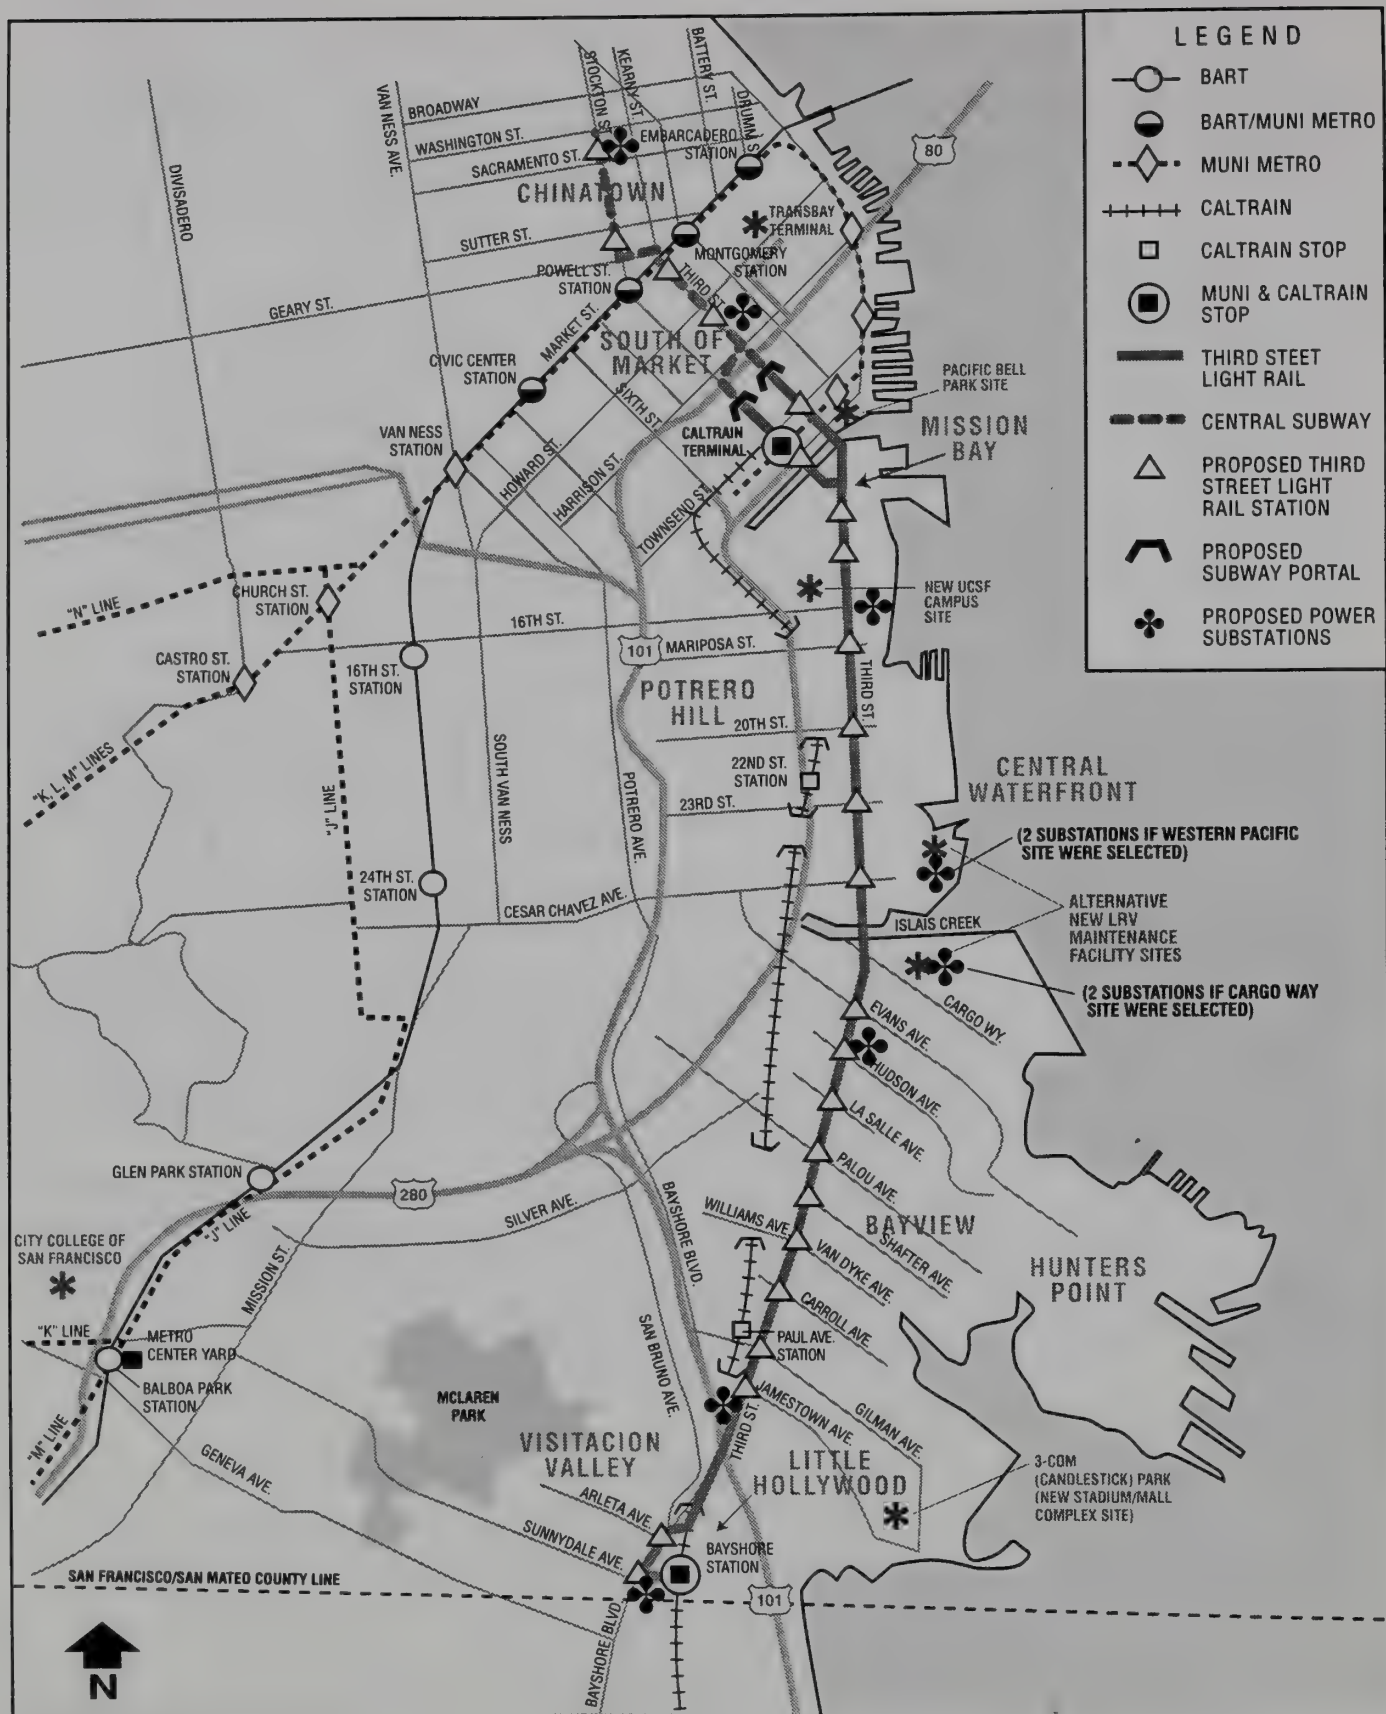 LEGEND
BART
BART/MUNI METRO
MUNI METRO
CALTRAIN
CALTRAIN STOP
MUNI & CALTRAIN
STOP
THIRD STEET
LIGHT RAIL
CENTRAL SUBWAY
PROPOSED THIRD
STREET LIGHT
RAIL STATION
PROPOSED
SUBWAY PORTAL
PROPOSED POWER
SUBSTATIONS
DIVISADERO
VAN NESS AVE.
BROADWAY
WASHINGTON ST.
SACRAMENTO ST.
STOCKTON S
KEARNY ST.
BATTERY ST.
DRUMM S
EMBARCADERO
STATION
CHINATOWN
80
SUTTER ST.
TRANSBAY
TERMINAL
MONTGOMERY
STATION
POWELL ST.
STATION
GEARY ST.
THIRD ST.
MARKET ST.
SOUTH OF
MARKET
CIVIC CENTER
STATION
SIXTH ST.
PACIFIC BELL
PARK SITE
MISSION
BAY
CALTRAIN
TERMINAL
VAN NESS
STATION
HOWARD ST.
HARRISON ST.
TOWNSEND ST.
"N" LINE
CHURCH ST.
STATION
NEW UCSF
CAMPUS
SITE
16TH ST.
101
MARIPOSA ST.
CASTRO ST.
STATION
16TH ST.
STATION
POTRERO
HILL
THIRD ST.
20TH ST.
"K, L, M" LINES
"J" LINE
SOUTH VAN NESS
POTRERO AVE.
22ND ST.
STATION
23RD ST.
CENTRAL
WATERFRONT
(2 SUBSTATIONS IF WESTERN PACIFIC
SITE WERE SELECTED)
24TH ST.
STATION
CESAR CHAVEZ AVE.
ISLAIS CREEK
ALTERNATIVE
NEW LRV
MAINTENANCE
FACILITY SITES
(2 SUBSTATIONS IF CARGO WAY
SITE WERE SELECTED)
CARGO WY.
EVANS AVE.
HUDSON AVE.
LA SALLE AVE.
PALOU AVE.
GLEN PARK STATION
280
SILVER AVE.
BAYSHORE BLVD.
WILLIAMS AVE.
BAYVIEW
SHAFTER AVE.
VAN DYKE AVE.
HUNTERS
POINT
CITY COLLEGE OF
SAN FRANCISCO
"J" LINE
MISSION ST.
CARROLL AVE.
"K" LINE
METRO
CENTER YARD
SAN BRUNO AVE.
PAUL AVE.
STATION
BALBOA PARK
STATION
MCLAREN
PARK
JAMESTOWN AVE.
GILMAN AVE.
"M" LINE
GENEVA AVE.
VISITACION
VALLEY
THIRD ST.
LITTLE
HOLLYWOOD
3-COM
(CANDLESTICK) PARK
(NEW STADIUM/MALL
COMPLEX SITE)
ARLETA AVE.
SUNNYDALE AVE.
BAYSHORE
STATION
SAN FRANCISCO/SAN MATEO COUNTY LINE
101
BAYSHORE BLVD.
N